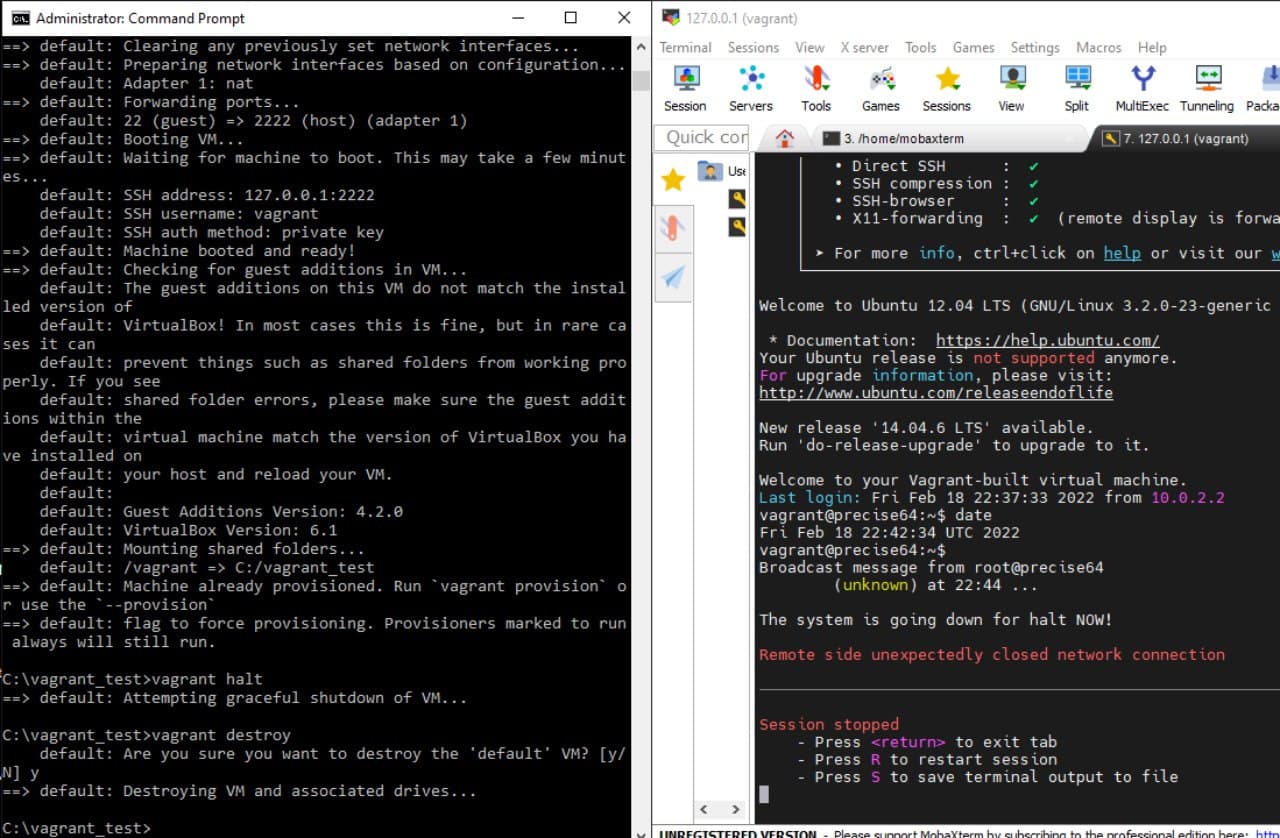 Administrator: Command Prompt
==> default: Clearing any previously set network interfaces...
==> default: Preparing network interfaces based on configuration...
default: Adapter 1: nat
==> default: Forwarding ports...
default: 22 (guest) => 2222 (host) (adapter 1)
==> default: Booting VM...
==> default: Waiting for machine to boot. This may take a few minut
es...
default: SSH address: 127.0.0.1:2222
default: SSH username: vagrant
default: SSH auth method: private key
==> default: Machine booted and ready!
==> default: Checking for guest additions in VM...
default: The guest additions on this VM do not match the instal
led version of
default: VirtualBox! In most cases this is fine, but in rare ca
ses it can
default: prevent things such as shared folders from working pro
perly. If you see
default: shared folder errors, please make sure the guest addit
ions within the
default: virtual machine match the version of VirtualBox you ha
ve installed on
default: your host and reload your VM.
default:
default: Guest Additions Version: 4.2.0
default: VirtualBox Version: 6.1
==> default: Mounting shared folders...
default: /vagrant => C:/vagrant_test
==> default: Machine already provisioned. Run `vagrant provision` o
r use the `--provision`
==> default: flag to force provisioning. Provisioners marked to run
always will still run.
C:\vagrant_test>vagrant halt
==> default: Attempting graceful shutdown of VM...
C:\vagrant_test>vagrant destroy
default: Are you sure you want to destroy the 'default' VM? [y/
N] y
==> default: Destroying VM and associated drives...
C:\vagrant_test>
127.0.0.1 (vagrant)
Terminal Sessions View X server Tools Games Settings Macros Help
Session Servers Tools Games Sessions View Split MultiExec Tunneling Packa
Quick cor
3. /home/mobaxterm
7. 127.0.0.1 (vagrant)
Use
• Direct SSH : ✔
• SSH compression : ✔
• SSH-browser : ✔
• X11-forwarding : ✔ (remote display is forwa
➤ For more info, ctrl+click on help or visit our w
Welcome to Ubuntu 12.04 LTS (GNU/Linux 3.2.0-23-generic
* Documentation: https://help.ubuntu.com/
Your Ubuntu release is not supported anymore.
For upgrade information, please visit:
http://www.ubuntu.com/releaseendoflife
New release '14.04.6 LTS' available.
Run 'do-release-upgrade' to upgrade to it.
Welcome to your Vagrant-built virtual machine.
Last login: Fri Feb 18 22:37:33 2022 from 10.0.2.2
vagrant@precise64:~$ date
Fri Feb 18 22:42:34 UTC 2022
vagrant@precise64:~$
Broadcast message from root@precise64
(unknown) at 22:44 ...
The system is going down for halt NOW!
Remote side unexpectedly closed network connection
Session stopped
- Press <return> to exit tab
- Press R to restart session
- Press S to save terminal output to file
UNREGISTERED VERSION - Please support MobaXterm by subscribing to the professional edition here: http